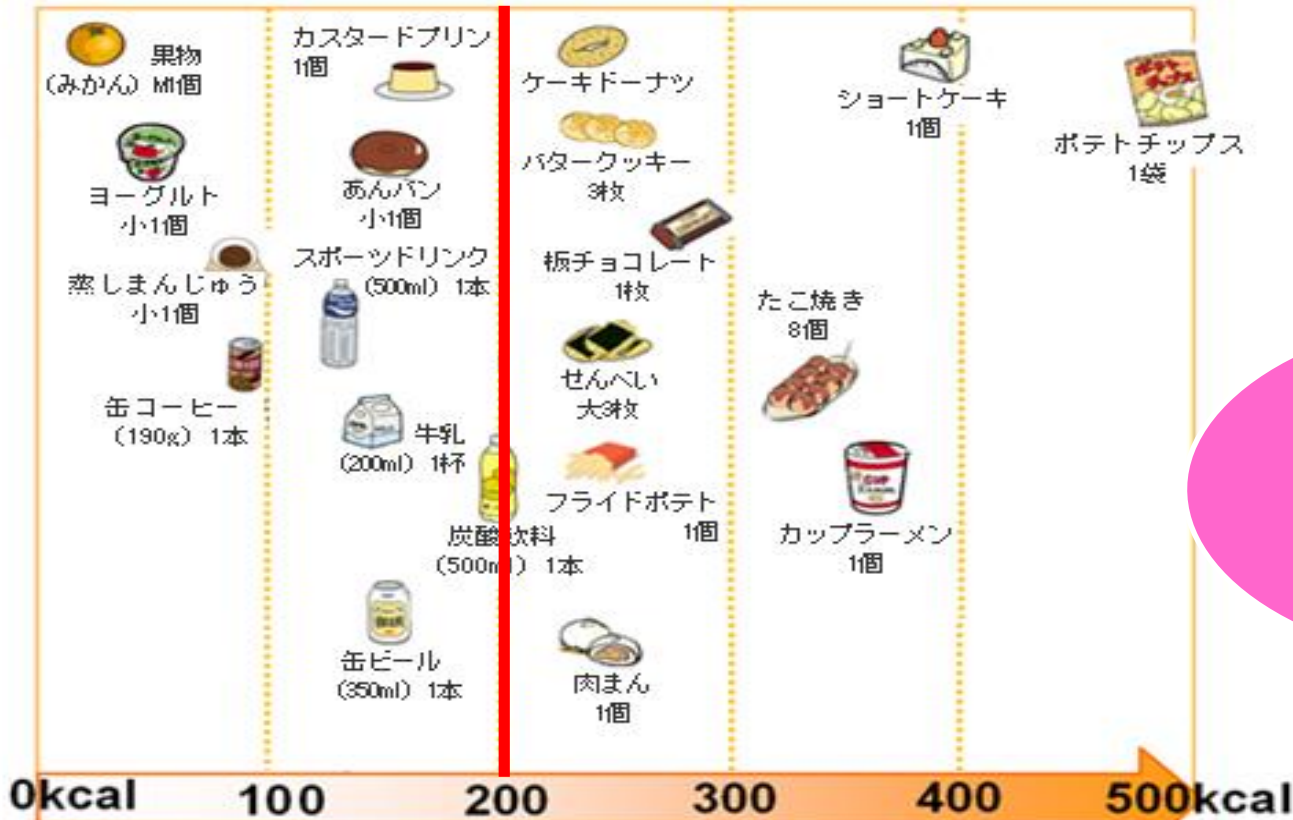 果物
(みかん) M1個
ヨーグルト
小1個
蒸しまんじゅう
小1個
缶コーヒー
(190g) 1本
カスタードプリン
1個
あんパン
小1個
スポーツドリンク
(500ml) 1本
牛乳
(200ml) 1杯
炭酸飲料
(500ml) 1本
缶ビール
(350ml) 1本
ケーキドーナツ
バタークッキー
3枚
板チョコレート
1枚
せんべい
大3枚
フライドポテト
1個
肉まん
1個
たこ焼き
8個
カップラーメン
1個
ショートケーキ
1個
ポテトチップス
1袋
0kcal 100 200 300 400 500kcal